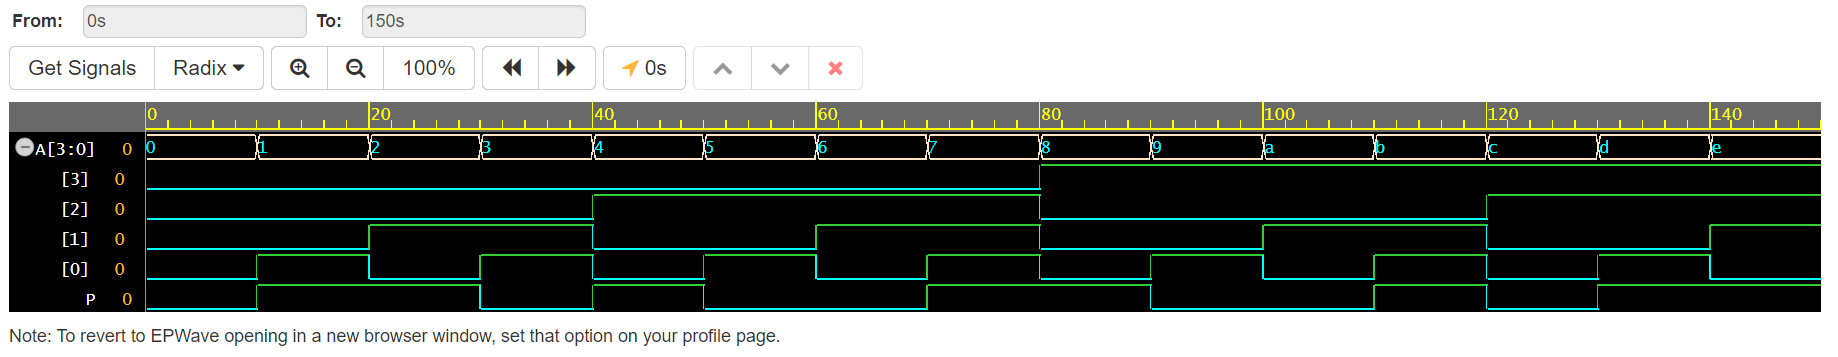 From: 0s To: 150s
Get Signals Radix 100% 0s
0 20 40 60 80 100 120 140
A[3:0] 0 0 1 2 3 4 5 6 7 8 9 a b c d e
[3] 0
[2] 0
[1] 0
[0] 0
P 0
Note: To revert to EPWave opening in a new browser window, set that option on your profile page.